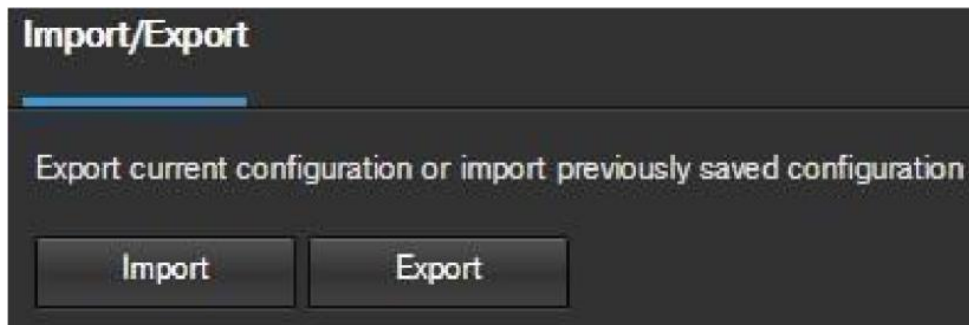 Import/Export
Export current configuration or import previously saved configuration
Import Export